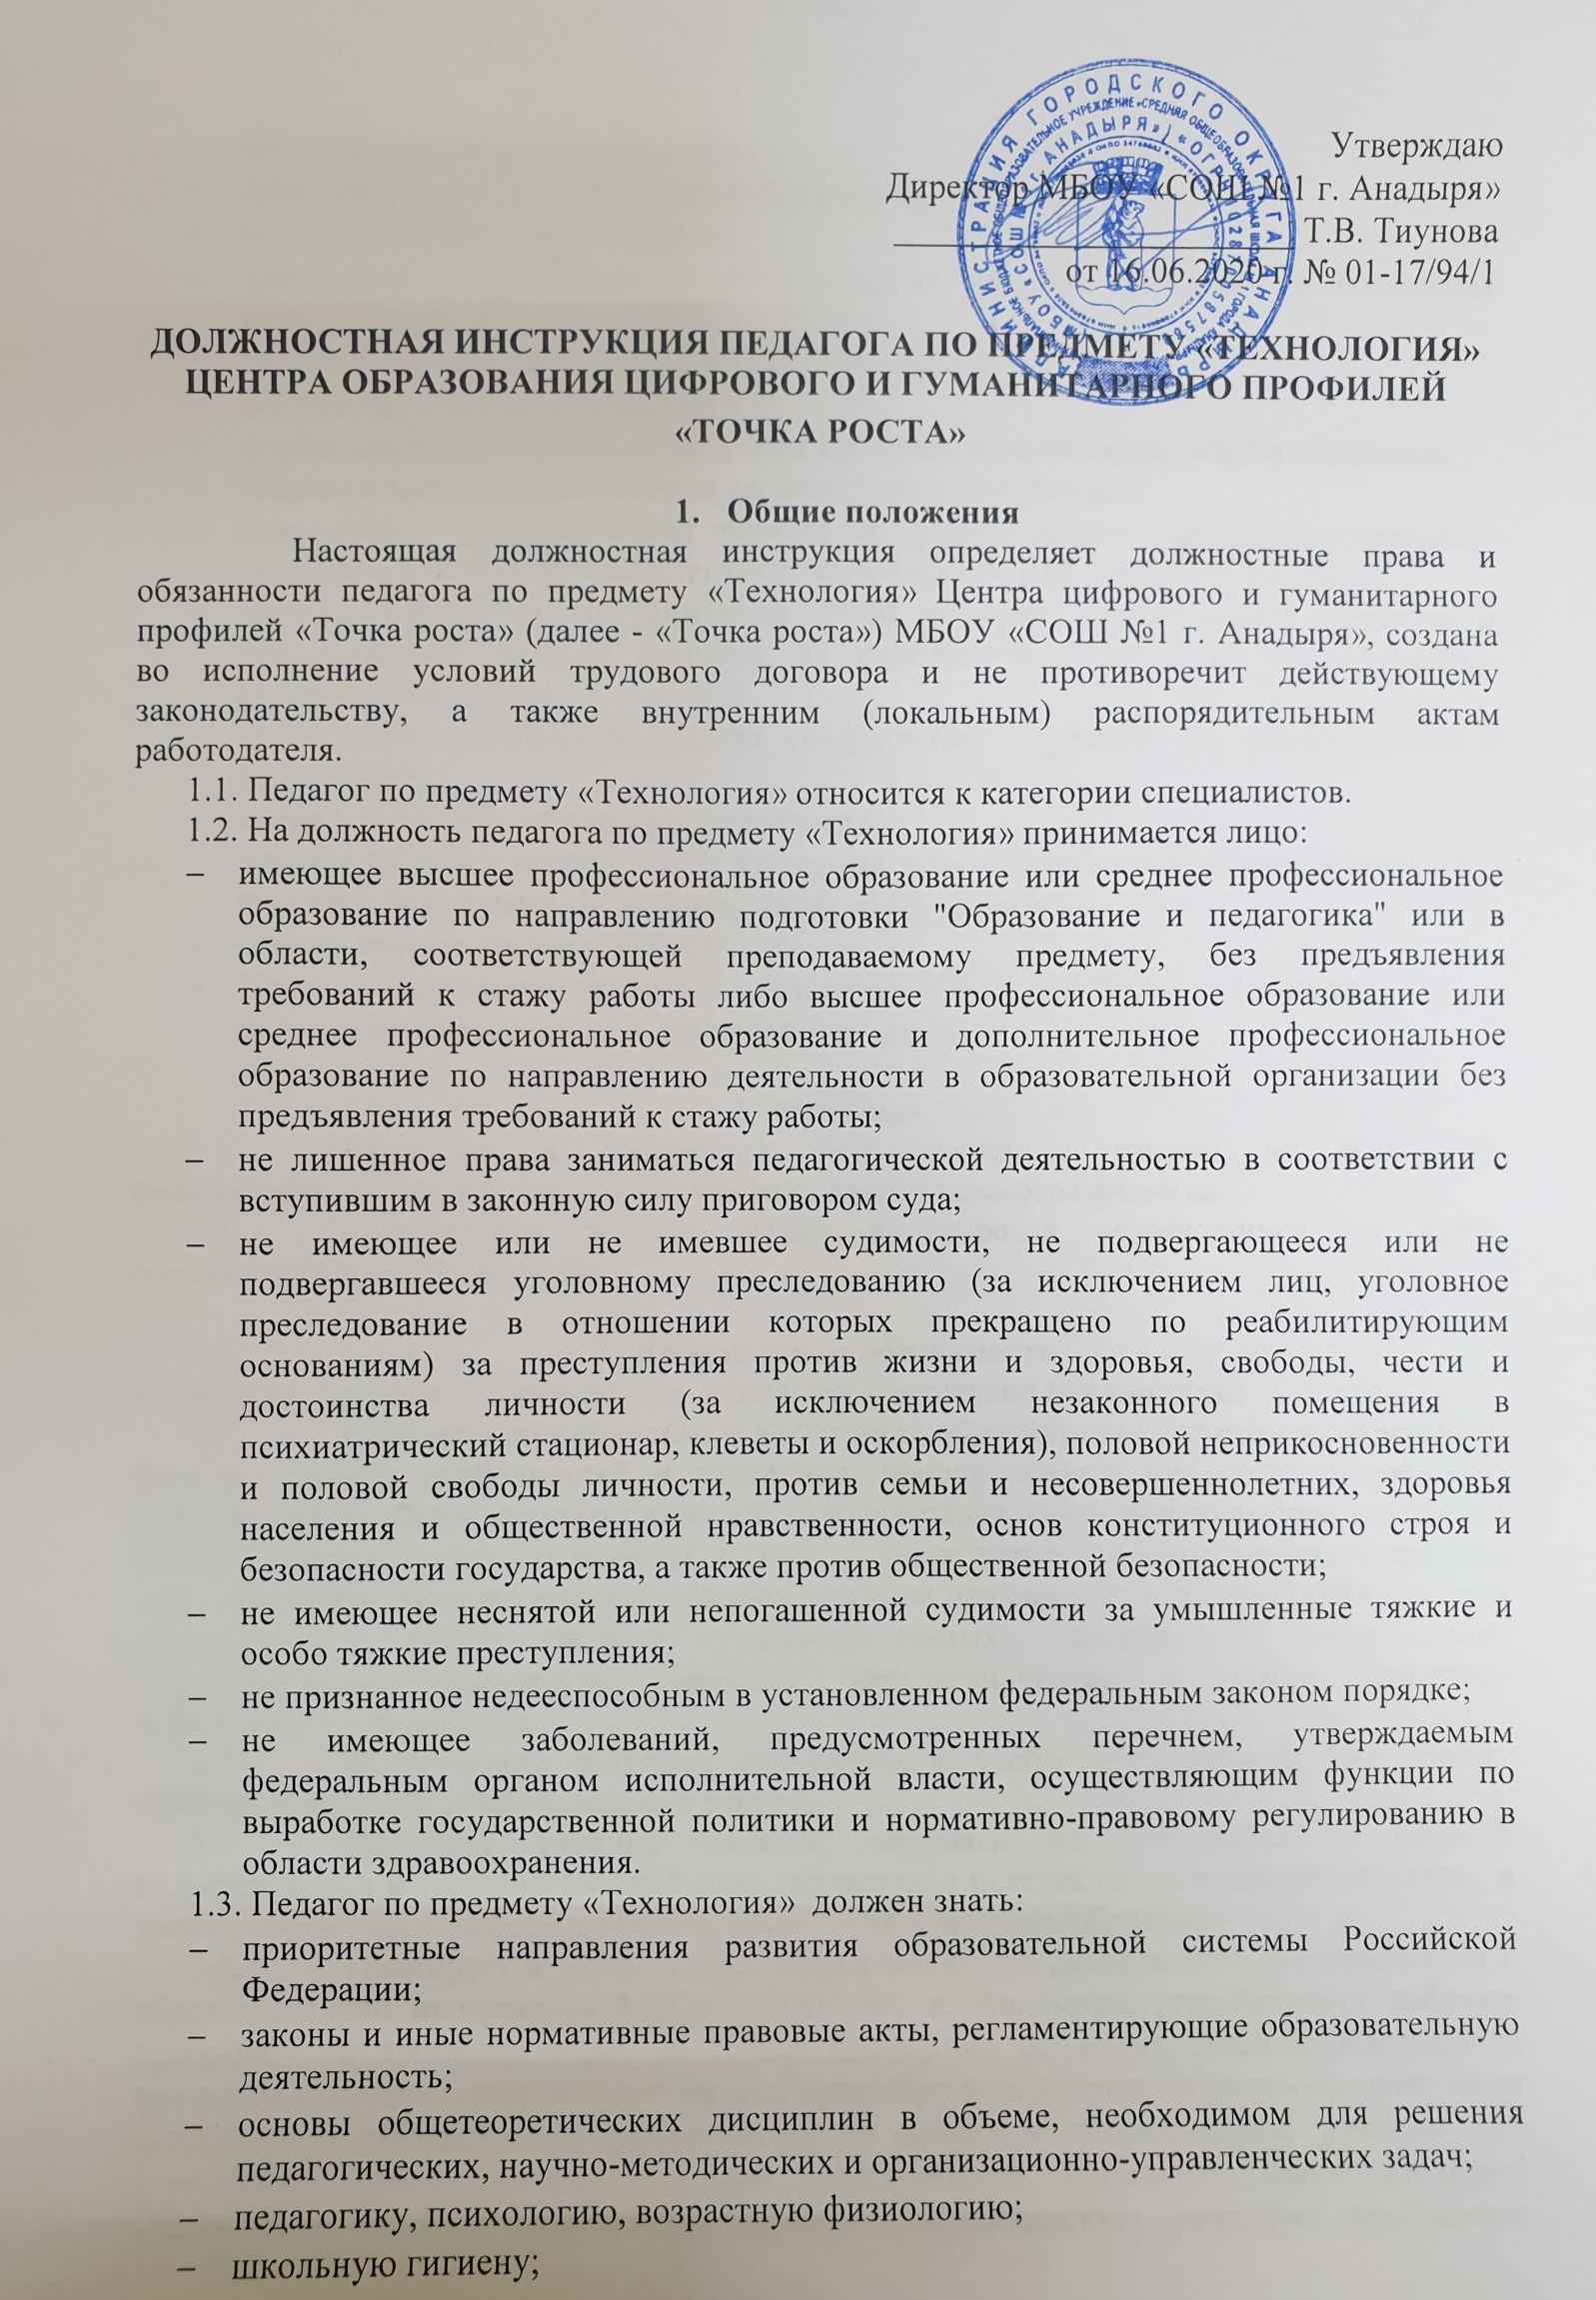 Утверждаю
Директор МБОУ «СОШ №1 г. Анадыря»
Т.В. Тиунова
от 16.06.2020 г. № 01-17/94/1
ДОЛЖНОСТНАЯ ИНСТРУКЦИЯ ПЕДАГОГА ПО ПРЕДМЕТУ «ТЕХНОЛОГИЯ»
ЦЕНТРА ОБРАЗОВАНИЯ ЦИФРОВОГО И ГУМАНИТАРНОГО ПРОФИЛЕЙ
«ТОЧКА РОСТА»
1. Общие положения
Настоящая должностная инструкция определяет должностные права и
обязанности педагога по предмету «Технология» Центра цифрового и гуманитарного
профилей «Точка роста» (далее - «Точка роста») МБОУ «СОШ №1 г. Анадыря», создана
во исполнение условий трудового договора и не противоречит действующему
законодательству, а также внутренним (локальным) распорядительным актам
работодателя.
1.1. Педагог по предмету «Технология» относится к категории специалистов.
1.2. На должность педагога по предмету «Технология» принимается лицо:
– имеющее высшее профессиональное образование или среднее профессиональное
образование по направлению подготовки "Образование и педагогика" или в
области, соответствующей преподаваемому предмету, без предъявления
требований к стажу работы либо высшее профессиональное образование или
среднее профессиональное образование и дополнительное профессиональное
образование по направлению деятельности в образовательной организации без
предъявления требований к стажу работы;
– не лишенное права заниматься педагогической деятельностью в соответствии с
вступившим в законную силу приговором суда;
– не имеющее или не имевшее судимости, не подвергающееся или не
подвергавшееся уголовному преследованию (за исключением лиц, уголовное
преследование в отношении которых прекращено по реабилитирующим
основаниям) за преступления против жизни и здоровья, свободы, чести и
достоинства личности (за исключением незаконного помещения в
психиатрический стационар, клеветы и оскорбления), половой неприкосновенности
и половой свободы личности, против семьи и несовершеннолетних, здоровья
населения и общественной нравственности, основ конституционного строя и
безопасности государства, а также против общественной безопасности;
– не имеющее неснятой или непогашенной судимости за умышленные тяжкие и
особо тяжкие преступления;
– не признанное недееспособным в установленном федеральным законом порядке;
– не имеющее заболеваний, предусмотренных перечнем, утверждаемым
федеральным органом исполнительной власти, осуществляющим функции по
выработке государственной политики и нормативно-правовому регулированию в
области здравоохранения.
1.3. Педагог по предмету «Технология» должен знать:
– приоритетные направления развития образовательной системы Российской
Федерации;
– законы и иные нормативные правовые акты, регламентирующие образовательную
деятельность;
– основы общетеоретических дисциплин в объеме, необходимом для решения
педагогических, научно-методических и организационно-управленческих задач;
– педагогику, психологию, возрастную физиологию;
– школьную гигиену;